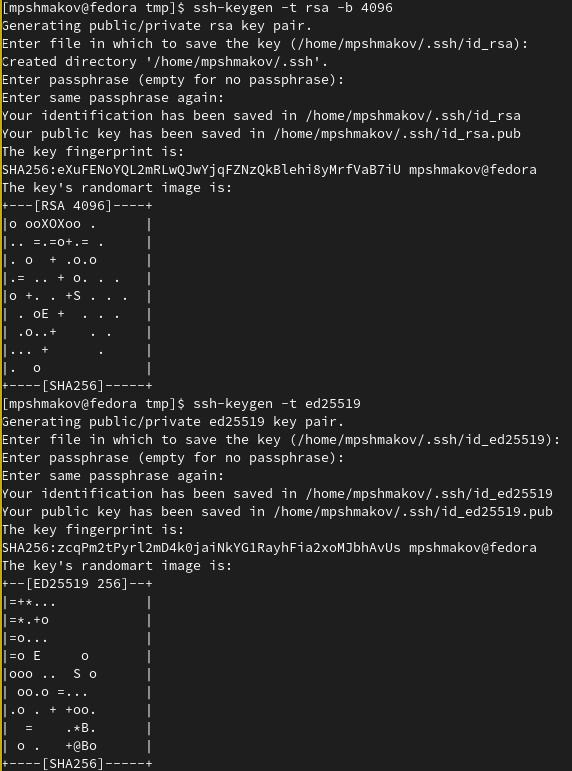 [mpshmakov@fedora tmp]$ ssh-keygen -t rsa -b 4096
Generating public/private rsa key pair.
Enter file in which to save the key (/home/mpshmakov/.ssh/id_rsa):
Created directory '/home/mpshmakov/.ssh'.
Enter passphrase (empty for no passphrase):
Enter same passphrase again:
Your identification has been saved in /home/mpshmakov/.ssh/id_rsa
Your public key has been saved in /home/mpshmakov/.ssh/id_rsa.pub
The key fingerprint is:
SHA256:eXuFENoYQL2mRLwQJwYjqFZNzQkBlehi8yMrfVaB7iU mpshmakov@fedora
The key's randomart image is:
+---[RSA 4096]----+
|o ooXOXoo .      |
|.. =.=o+.= .     |
|. o  + .o.o      |
|.= .. + o. . .   |
|o +. . +S . . .  |
| . oE +  . . .   |
| .o..+    . .    |
|... +      .     |
|.  o             |
+----[SHA256]-----+
[mpshmakov@fedora tmp]$ ssh-keygen -t ed25519
Generating public/private ed25519 key pair.
Enter file in which to save the key (/home/mpshmakov/.ssh/id_ed25519):
Enter passphrase (empty for no passphrase):
Enter same passphrase again:
Your identification has been saved in /home/mpshmakov/.ssh/id_ed25519
Your public key has been saved in /home/mpshmakov/.ssh/id_ed25519.pub
The key fingerprint is:
SHA256:zcqPm2tPyrl2mD4k0jaiNkYG1RayhFia2xoMJbhAvUs mpshmakov@fedora
The key's randomart image is:
+--[ED25519 256]--+
|=+*...           |
|=*.+o            |
|=o...            |
|=o E     o       |
|ooo ..  S o      |
| oo.o =...       |
|.o . + +oo.      |
|  =    .*B.      |
| o .   +@Bo      |
+----[SHA256]-----+